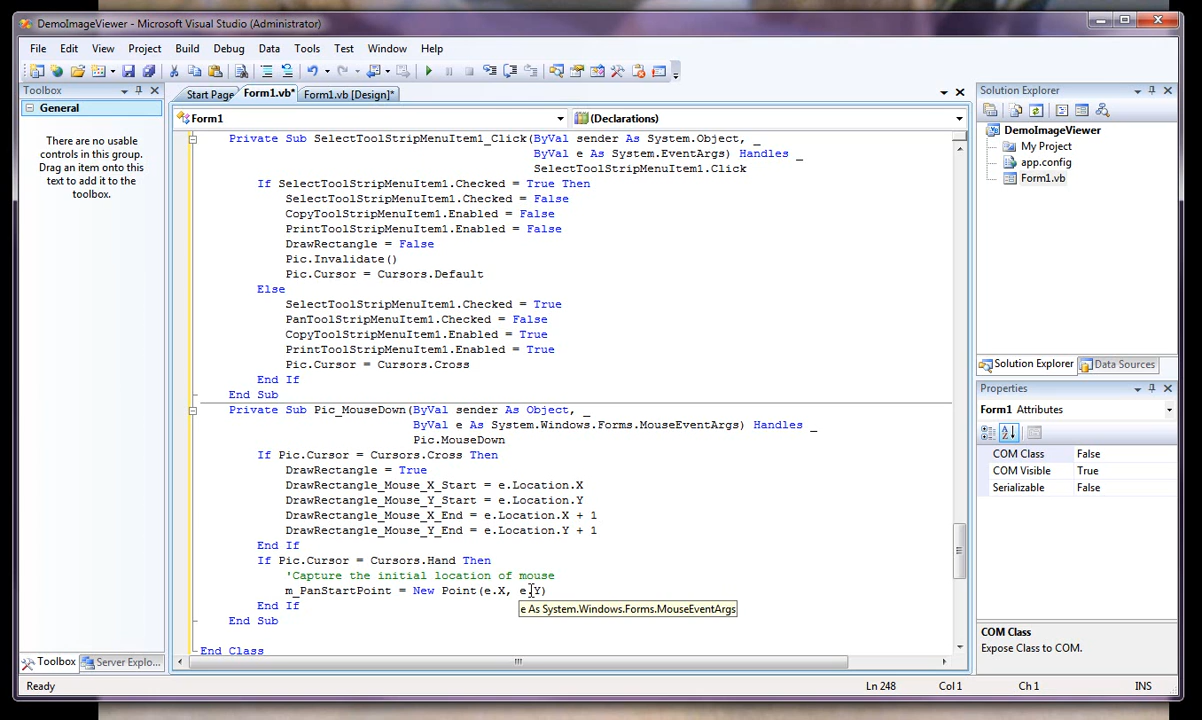 DemoImageViewer - Microsoft Visual Studio (Administrator)
File Edit View Project Build Debug Data Tools Test Window Help
Toolbox
General
There are no usable
controls in this group.
Drag an item onto this
text to add it to the
toolbox.
Toolbox Server Explo...
Start Page Form1.vb* Form1.vb [Design]*
Form1 (Declarations)
Private Sub SelectToolStripMenuItem1_Click(ByVal sender As System.Object, _
ByVal e As System.EventArgs) Handles _
SelectToolStripMenuItem1.Click
If SelectToolStripMenuItem1.Checked = True Then
SelectToolStripMenuItem1.Checked = False
CopyToolStripMenuItem1.Enabled = False
PrintToolStripMenuItem1.Enabled = False
DrawRectangle = False
Pic.Invalidate()
Pic.Cursor = Cursors.Default
Else
SelectToolStripMenuItem1.Checked = True
PanToolStripMenuItem1.Checked = False
CopyToolStripMenuItem1.Enabled = True
PrintToolStripMenuItem1.Enabled = True
Pic.Cursor = Cursors.Cross
End If
End Sub
Private Sub Pic_MouseDown(ByVal sender As Object, _
ByVal e As System.Windows.Forms.MouseEventArgs) Handles _
Pic.MouseDown
If Pic.Cursor = Cursors.Cross Then
DrawRectangle = True
DrawRectangle_Mouse_X_Start = e.Location.X
DrawRectangle_Mouse_Y_Start = e.Location.Y
DrawRectangle_Mouse_X_End = e.Location.X + 1
DrawRectangle_Mouse_Y_End = e.Location.Y + 1
End If
If Pic.Cursor = Cursors.Hand Then
'Capture the initial location of mouse
m_PanStartPoint = New Point(e.X, e.Y)
e As System.Windows.Forms.MouseEventArgs
End If
End Sub
End Class
Solution Explorer
DemoImageViewer
My Project
app.config
Form1.vb
Solution Explorer Data Sources
Properties
Form1 Attributes
COM Class False
COM Visible True
Serializable False
COM Class
Expose Class to COM.
Ready Ln 248 Col 1 Ch 1 INS